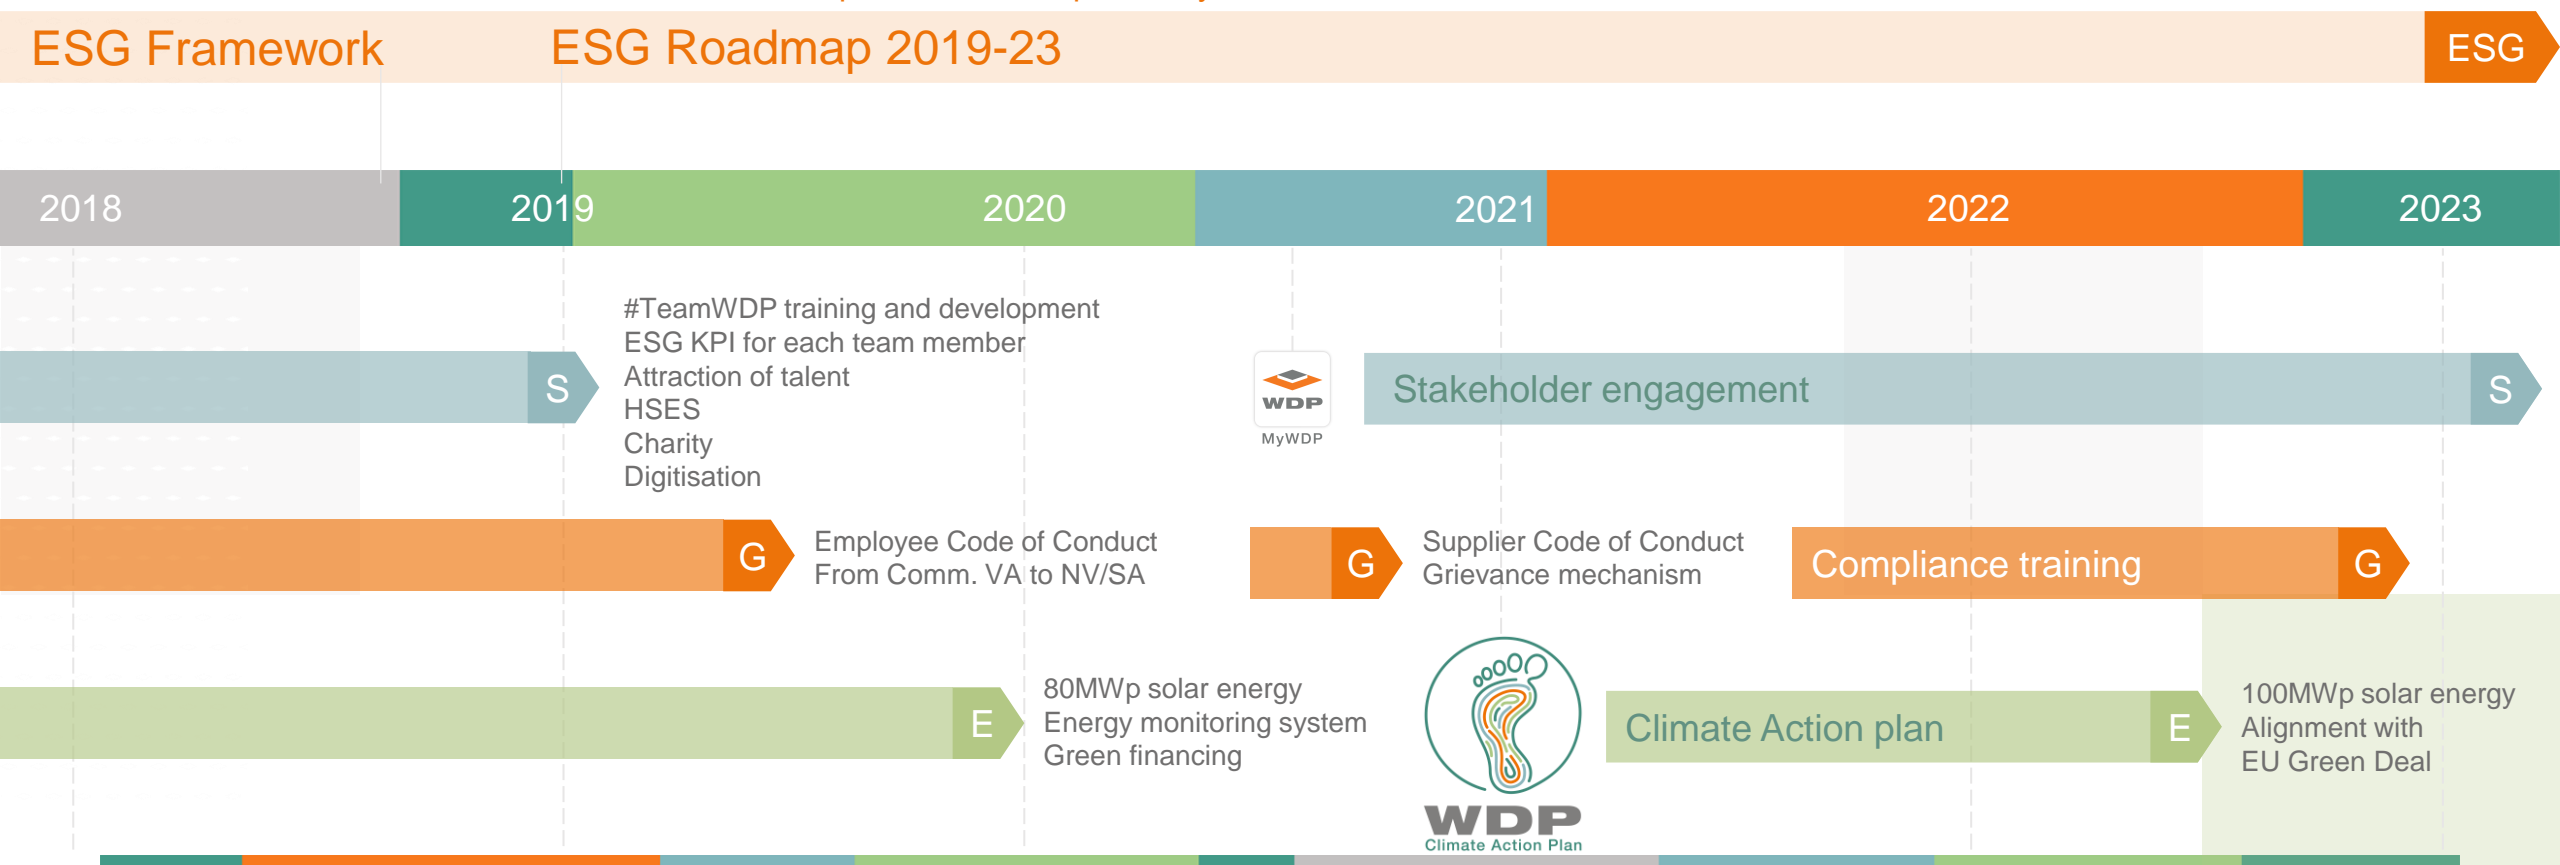 ESG Framework
ESG Roadmap 2019-23
ESG
2018
2019
2020
2021
2022
2023
#TeamWDP training and development
ESG KPI for each team member
Attraction of talent
HSES
Charity
Digitisation
S
WDP
MyWDP
Stakeholder engagement
S
G
Employee Code of Conduct
From Comm. VA to NV/SA
G
Supplier Code of Conduct
Grievance mechanism
Compliance training
G
E
80MWp solar energy
Energy monitoring system
Green financing
WDP
Climate Action Plan
Climate Action plan
E
100MWp solar energy
Alignment with
EU Green Deal